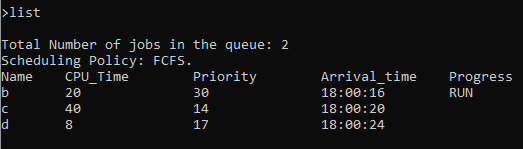 >list
Total Number of jobs in the queue: 2
Scheduling Policy: FCFS.
Name CPU_Time Priority Arrival_time Progress
b 20 30 18:00:16 RUN
c 40 14 18:00:20
d 8 17 18:00:24